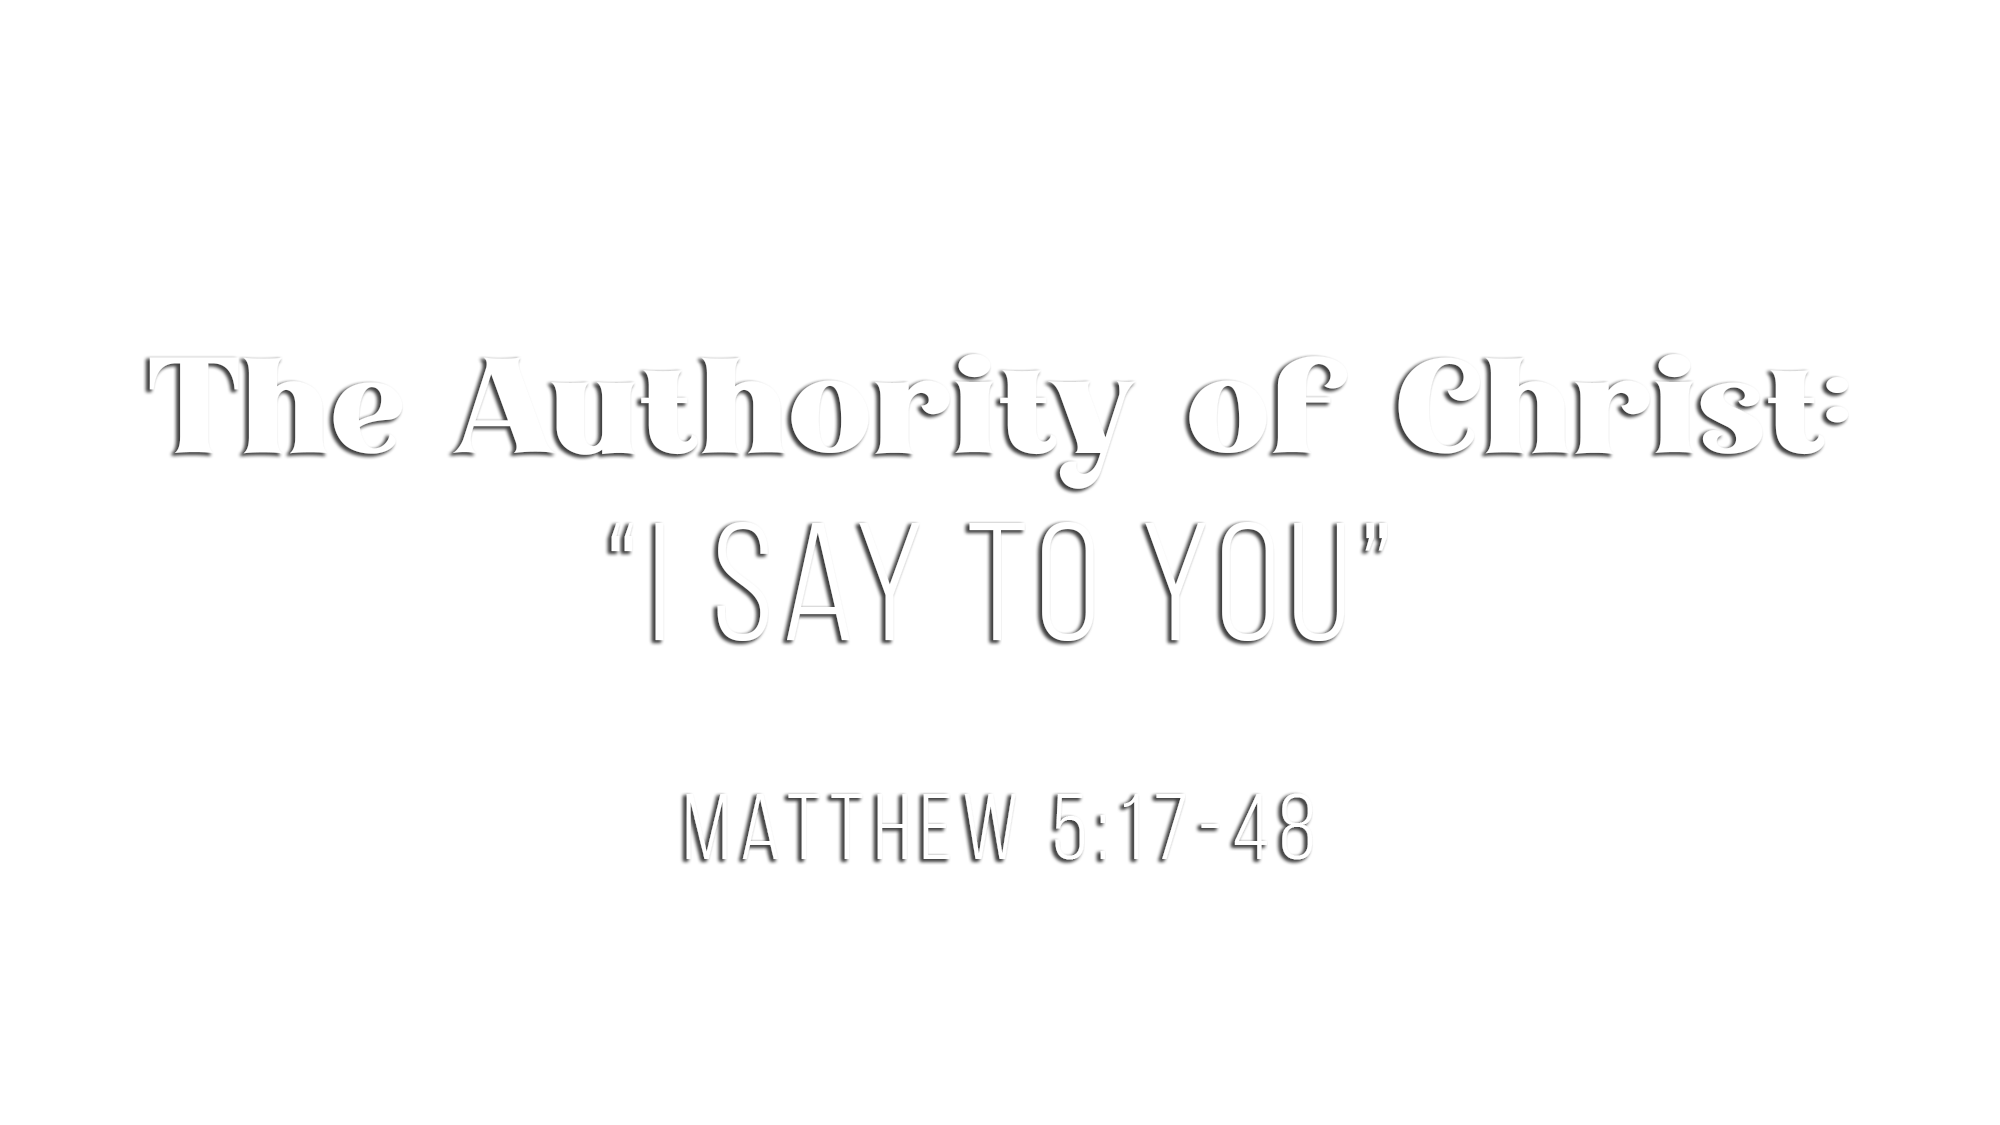 The Authority of Christ:
“I SAY TO YOU”
MATTHEW 5:17-48